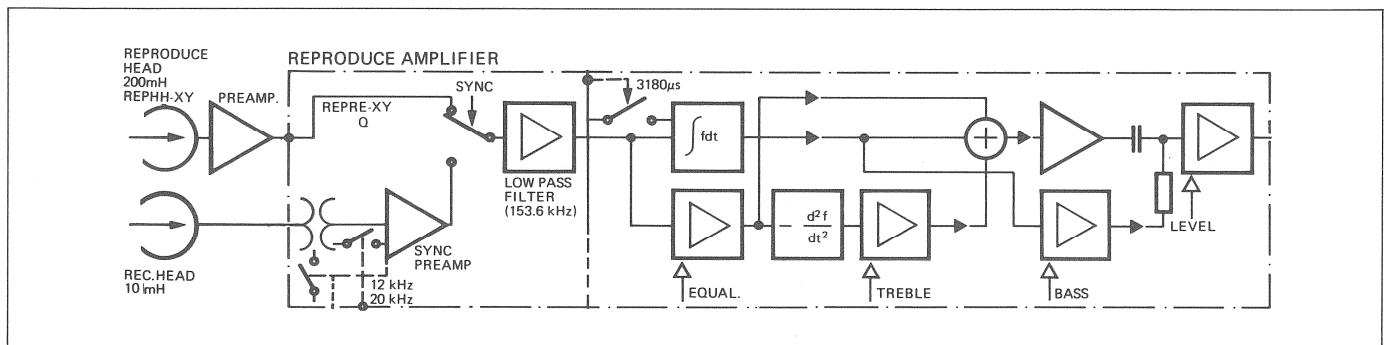 REPRODUCE
HEAD
200mH
REPHH-XY
PREAMP.
REPRODUCE AMPLIFIER
REPRE-XY
Q
SYNC
LOW PASS
FILTER
(153.6 kHz)
3180µs
∫fdt
REC.HEAD
10 mH
SYNC
PREAMP
12 kHz
20 kHz
EQUAL.
- d²f
dt²
TREBLE
+
BASS
LEVEL